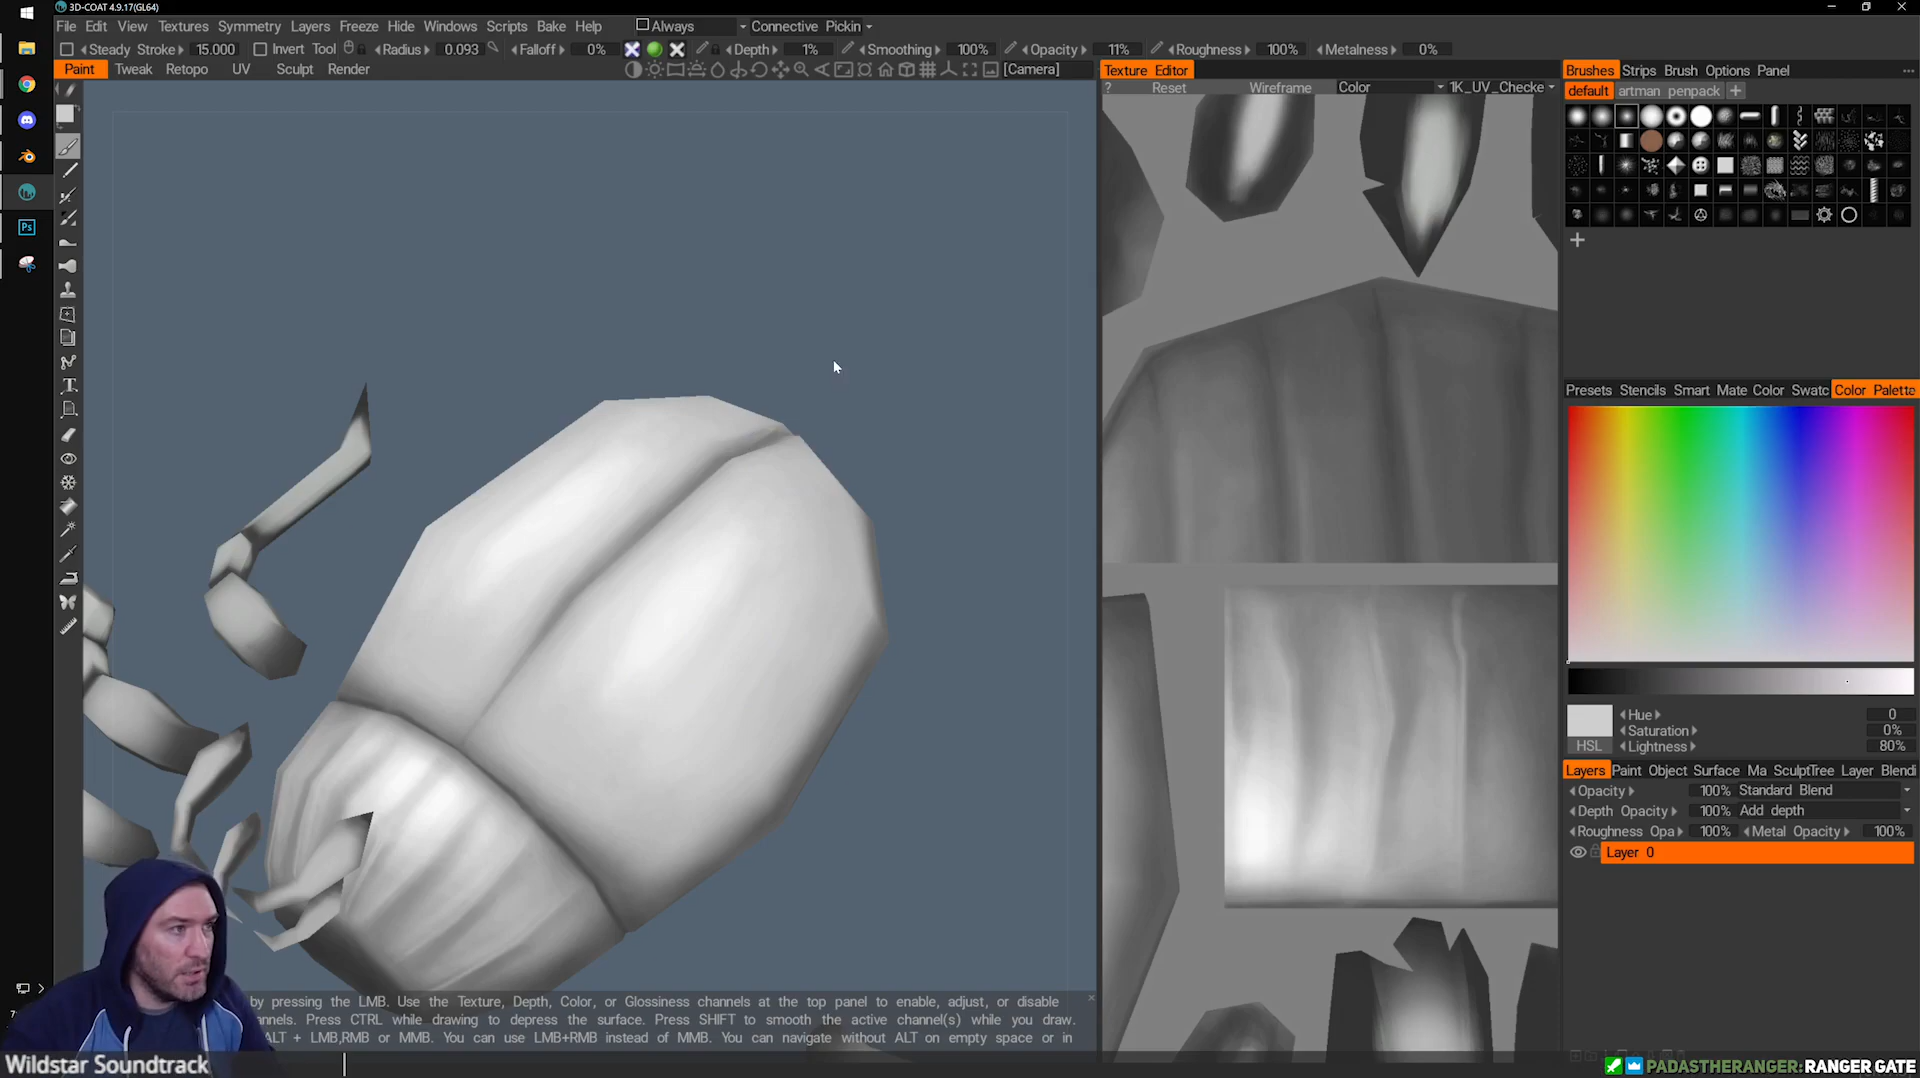 3D-COAT 4.9.17(GL64)
File Edit View Textures Symmetry Layers Freeze Hide Windows Scripts Bake Help Always Connective Pickin
Steady Stroke 15.000 Invert Tool Radius 0.093 Falloff 0% Depth 1% Smoothing 100% Opacity 11% Roughness 100% Metalness 0%
Paint Tweak Retopo UV Sculpt Render [Camera]
Texture Editor
? Reset Wireframe Color 1K_UV_Checke
Brushes Strips Brush Options Panel
default artman penpack
Presets Stencils Smart Mate Color Swatc Color Palette
Hue 0
Saturation 0%
HSL Lightness 80%
Layers Paint Object Surface Ma SculptTree Layer Blendi
Opacity 100% Standard Blend
Depth Opacity 100% Add depth
Roughness Opa 100% Metal Opacity 100%
Layer 0
by pressing the LMB. Use the Texture, Depth, Color, or Glossiness channels at the top panel to enable, adjust, or disable
annels. Press CTRL while drawing to depress the surface. Press SHIFT to smooth the active channel(s) while you draw.
ALT + LMB,RMB or MMB. You can use LMB+RMB instead of MMB. You can navigate without ALT on empty space or in
Ps
Wildstar Soundtrack
PADASTHERANGER: RANGER GATE